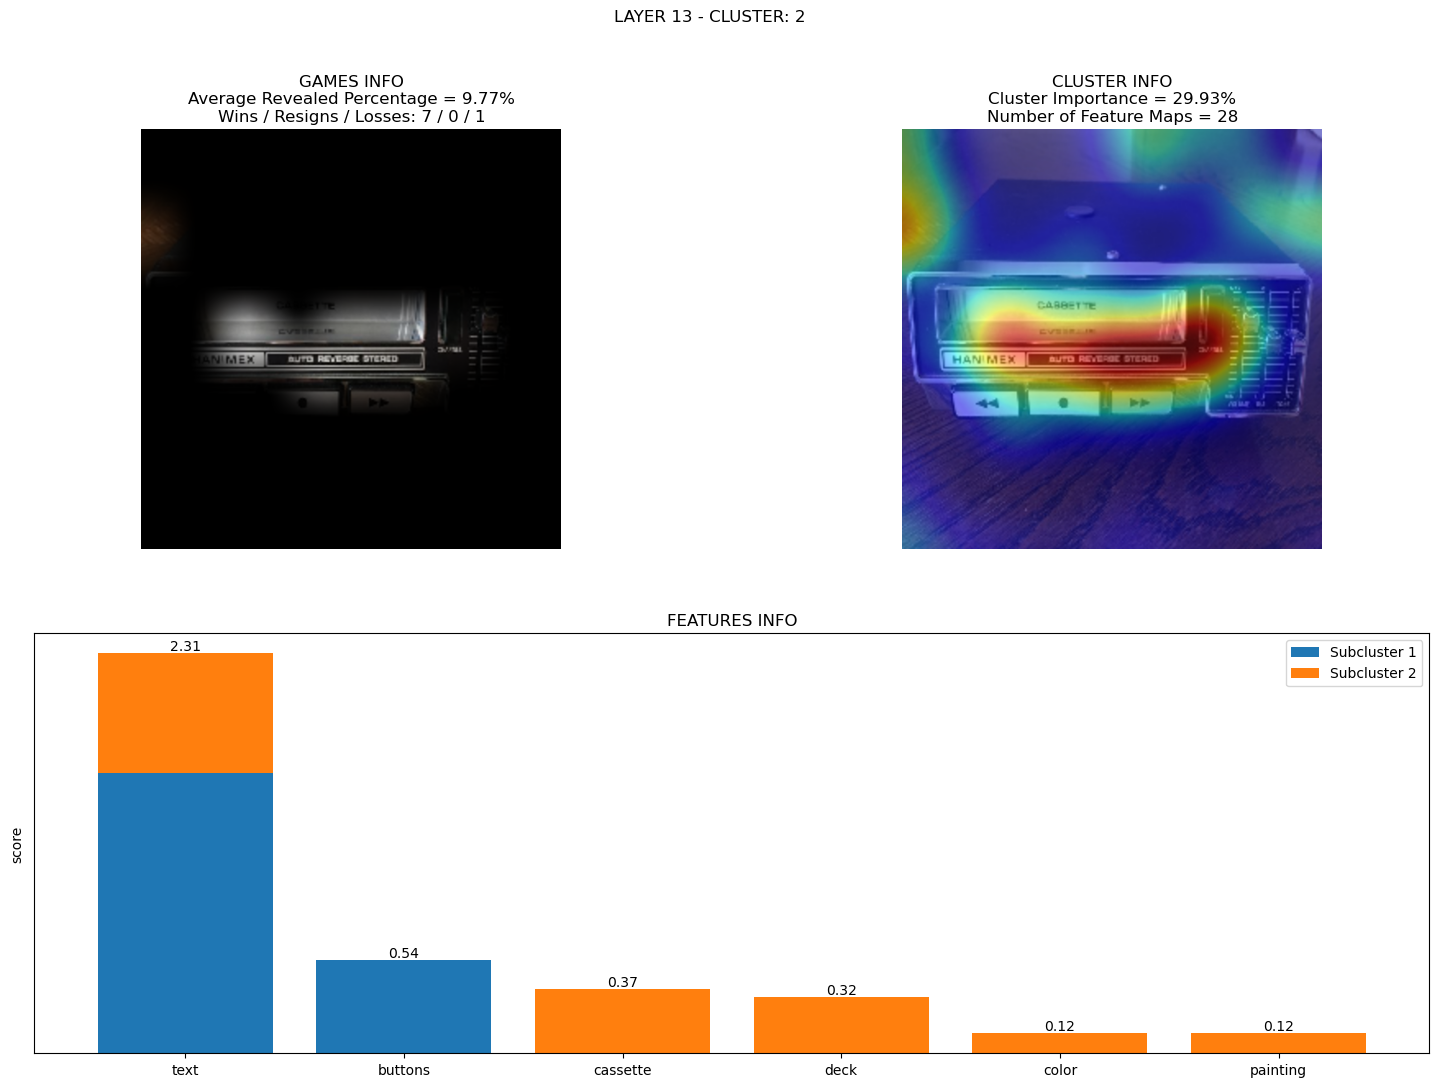 LAYER 13 - CLUSTER: 2
GAMES INFO
Average Revealed Percentage = 9.77%
Wins / Resigns / Losses: 7 / 0 / 1
CASSETTE
HANIMEX
AUTO REVERSE STEREO
CLUSTER INFO
Cluster Importance = 29.93%
Number of Feature Maps = 28
CASSETTE
HANIMEX
AUTO REVERSE STEREO
FEATURES INFO
score
2.31
0.54
0.37
0.32
0.12
0.12
Subcluster 1
Subcluster 2
text
buttons
cassette
deck
color
painting